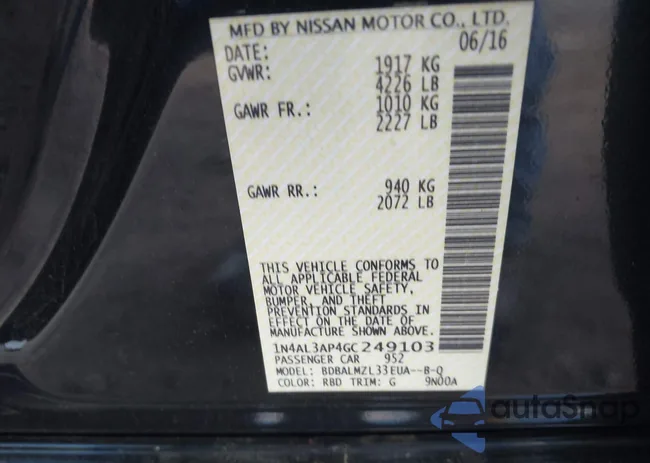 MFD BY NISSAN MOTOR CO., LTD.
DATE: 06/16
GVWR: 1917 KG
4226 LB
GAWR FR.: 1010 KG
2227 LB
GAWR RR.: 940 KG
2072 LB
THIS VEHICLE CONFORMS TO
ALL APPLICABLE FEDERAL
MOTOR VEHICLE SAFETY,
BUMPER, AND THEFT
PREVENTION STANDARDS IN
EFFECT ON THE DATE OF
MANUFACTURE SHOWN ABOVE.
1N4AL3AP4GC249103
PASSENGER CAR 952
MODEL: BDBALMZL33EUA--B-Q
COLOR: RBD TRIM: G 9N00A
autoSnap